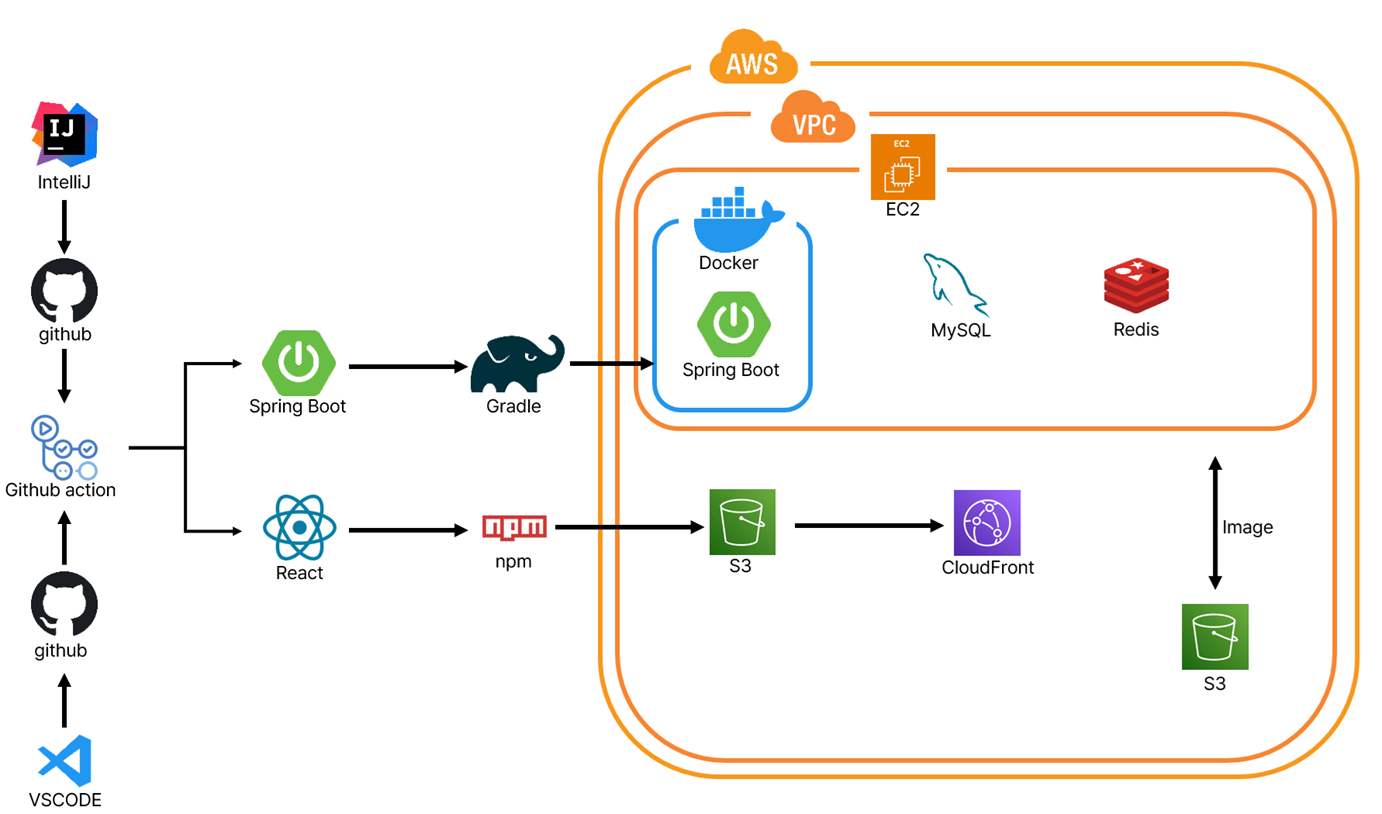 AWS
VPC
EC2
EC2
IJ
IntelliJ
github
Docker
Spring Boot
MySQL
Redis
Spring Boot
Gradle
Github action
React
npm
npm
S3
CloudFront
Image
github
S3
VSCODE